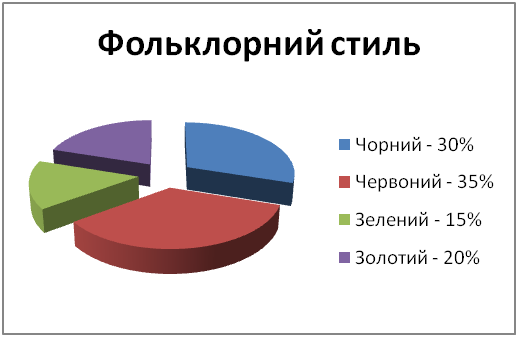 Фольклорний стиль
Чорний - 30%
Червоний - 35%
Зелений - 15%
Золотий - 20%